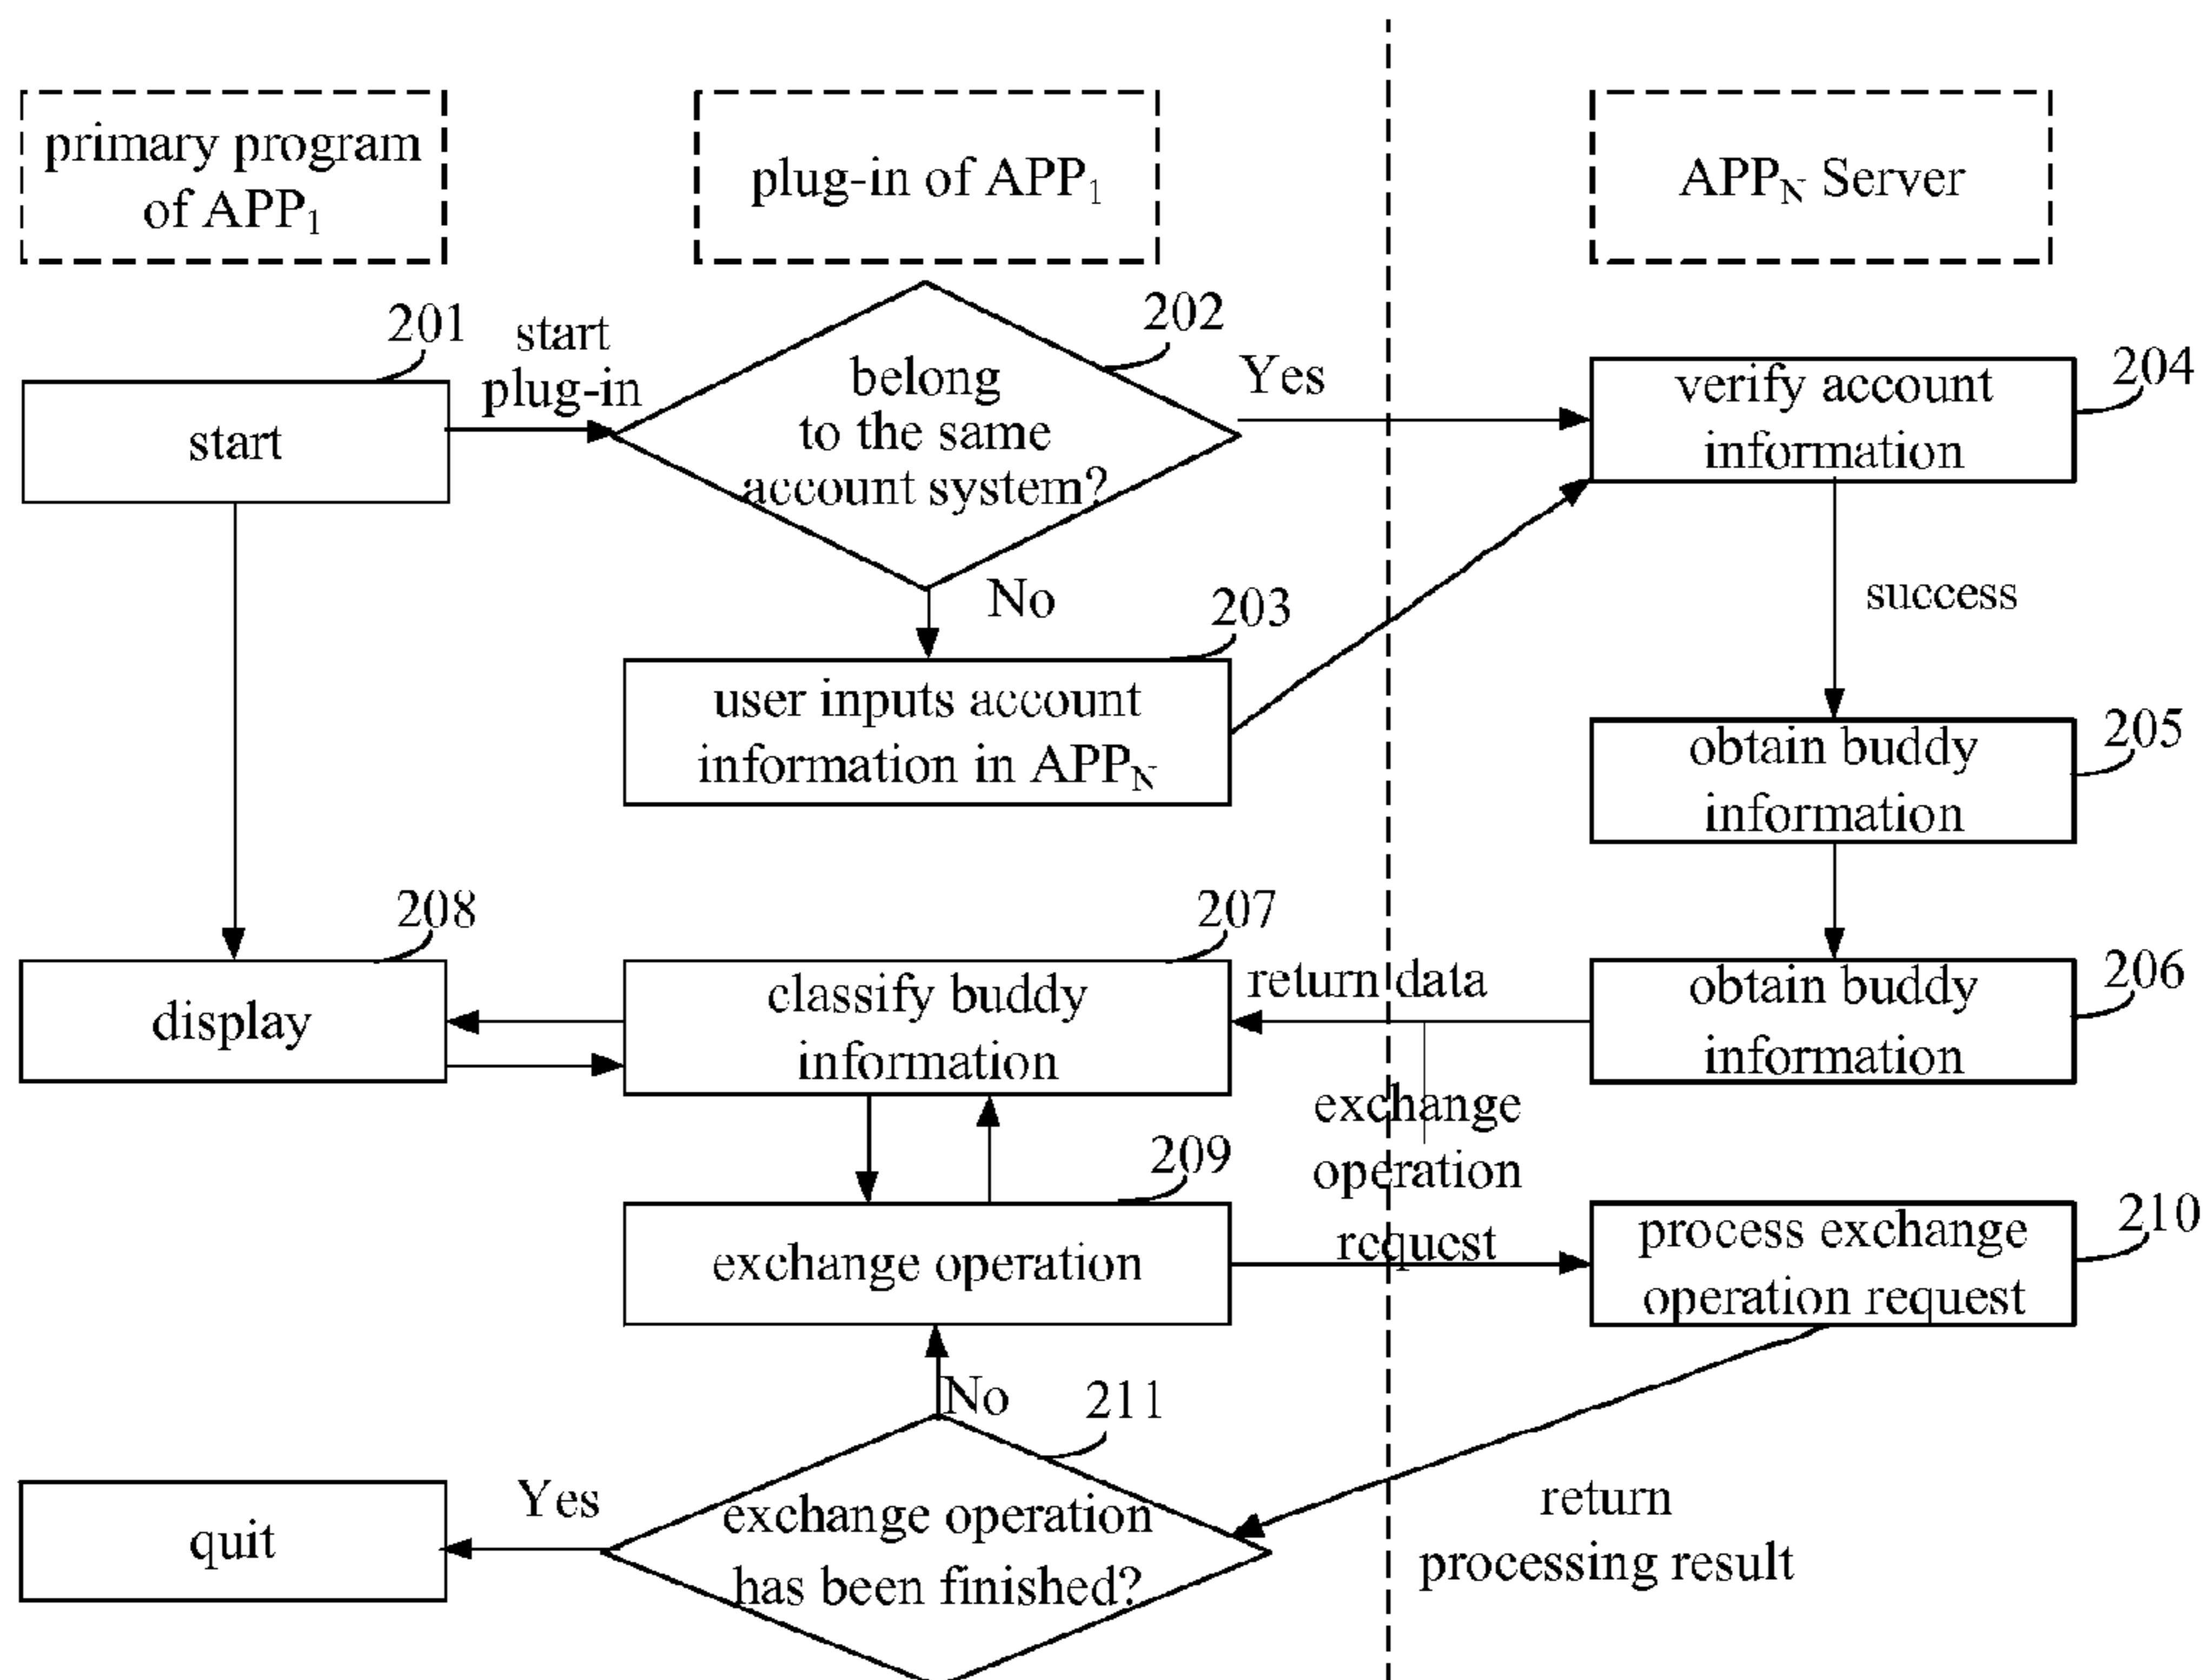 primary program
of APP1
plug-in of APP1
APPN Server
201
start
start
plug-in
202
belong
to the same
account system?
Yes
204
verify account
information
No
success
203
user inputs account
information in APPN
205
obtain buddy
information
208
display
207
classify buddy
information
return data
206
obtain buddy
information
exchange
operation
request
209
exchange operation
210
process exchange
operation request
No
211
exchange operation
has been finished?
Yes
quit
return
processing result